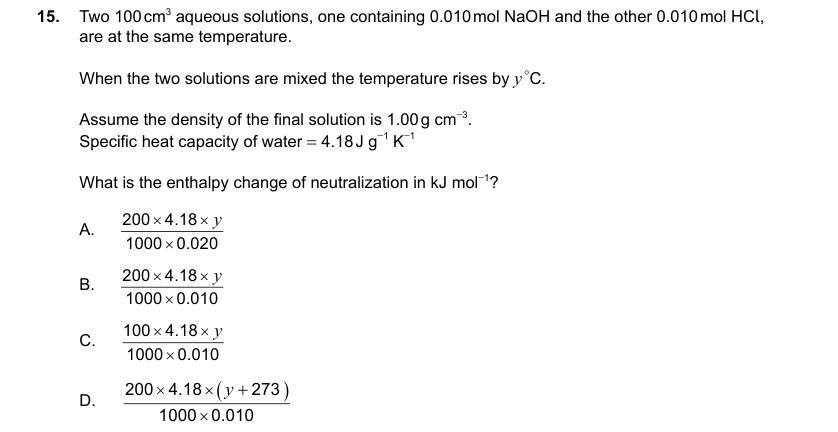 15. Two 100 cm³ aqueous solutions, one containing 0.010 mol NaOH and the other 0.010 mol HCl,
are at the same temperature.
When the two solutions are mixed the temperature rises by y °C.
Assume the density of the final solution is 1.00 g cm⁻³.
Specific heat capacity of water = 4.18 J g⁻¹ K⁻¹
What is the enthalpy change of neutralization in kJ mol⁻¹?
A. 200 × 4.18 × y
1000 × 0.020
B. 200 × 4.18 × y
1000 × 0.010
C. 100 × 4.18 × y
1000 × 0.010
D. 200 × 4.18 × (y + 273)
1000 × 0.010